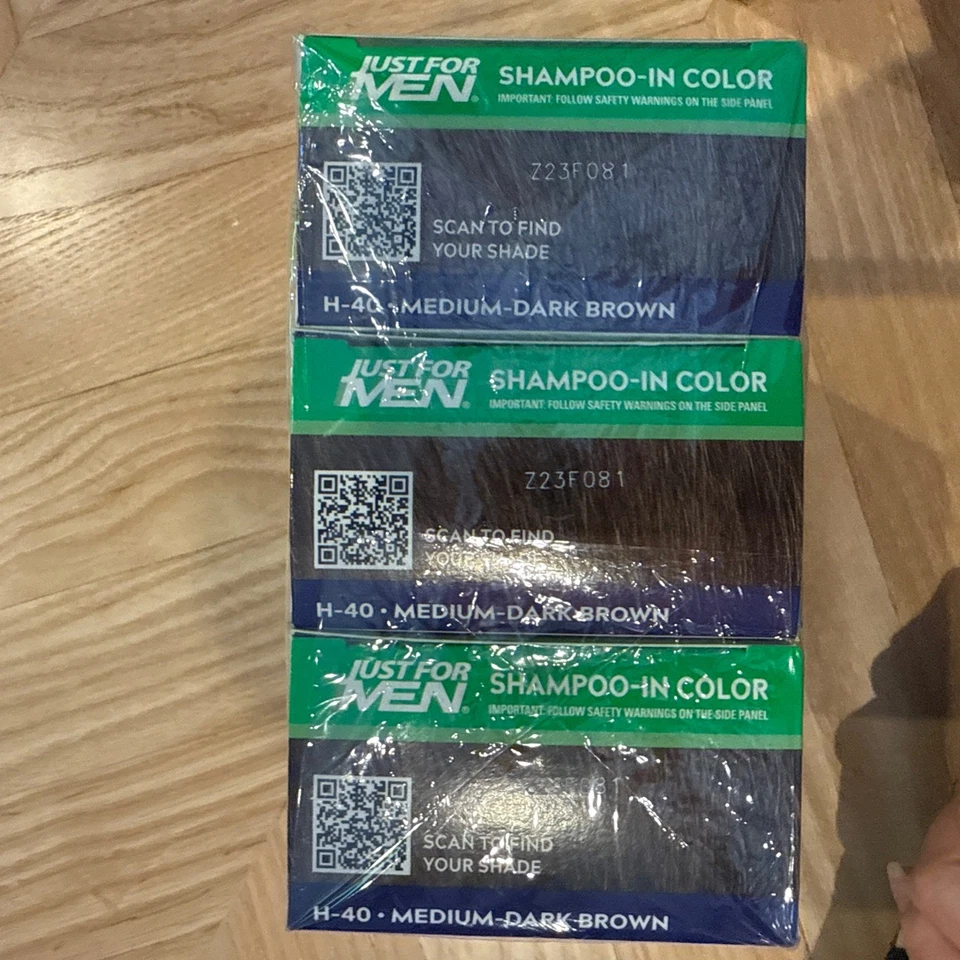 JUST FOR
MEN®
SHAMPOO-IN COLOR
IMPORTANT: FOLLOW SAFETY WARNINGS ON THE SIDE PANEL
Z23F081
SCAN TO FIND
YOUR SHADE
H-40 • MEDIUM-DARK BROWN
JUST FOR
MEN®
SHAMPOO-IN COLOR
IMPORTANT: FOLLOW SAFETY WARNINGS ON THE SIDE PANEL
Z23F081
SCAN TO FIND
YOUR
H-40 • MEDIUM-DARK BROWN
JUST FOR
MEN®
SHAMPOO-IN COLOR
IMPORTANT: FOLLOW SAFETY WARNINGS ON THE SIDE PANEL
SCAN TO FIND
YOUR SHADE
H-40 • MEDIUM-DARK BROWN